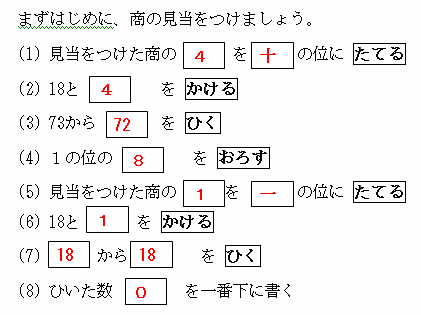 まずはじめに、商の見当をつけましょう。
(1) 見当をつけた商の 4 を 十 の位に たてる
(2) 18と 4 を かける
(3) 73から 72 を ひく
(4) 1の位の 8 を おろす
(5) 見当をつけた商の 1 を 一 の位に たてる
(6) 18と 1 を かける
(7) 18 から 18 を ひく
(8) ひいた数 0 を一番下に書く